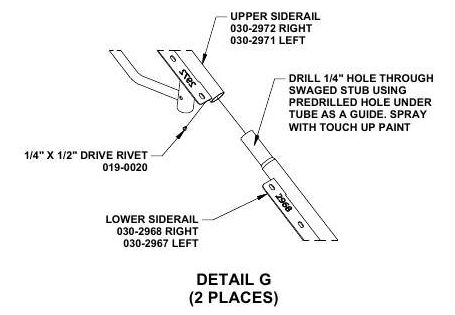 UPPER SIDERAIL
030-2972 RIGHT
030-2971 LEFT
2972
DRILL 1/4" HOLE THROUGH
SWAGED STUB USING
PREDRILLED HOLE UNDER
TUBE AS A GUIDE. SPRAY
WITH TOUCH UP PAINT
1/4" X 1/2" DRIVE RIVET
019-0020
2968
LOWER SIDERAIL
030-2968 RIGHT
030-2967 LEFT
DETAIL G
(2 PLACES)